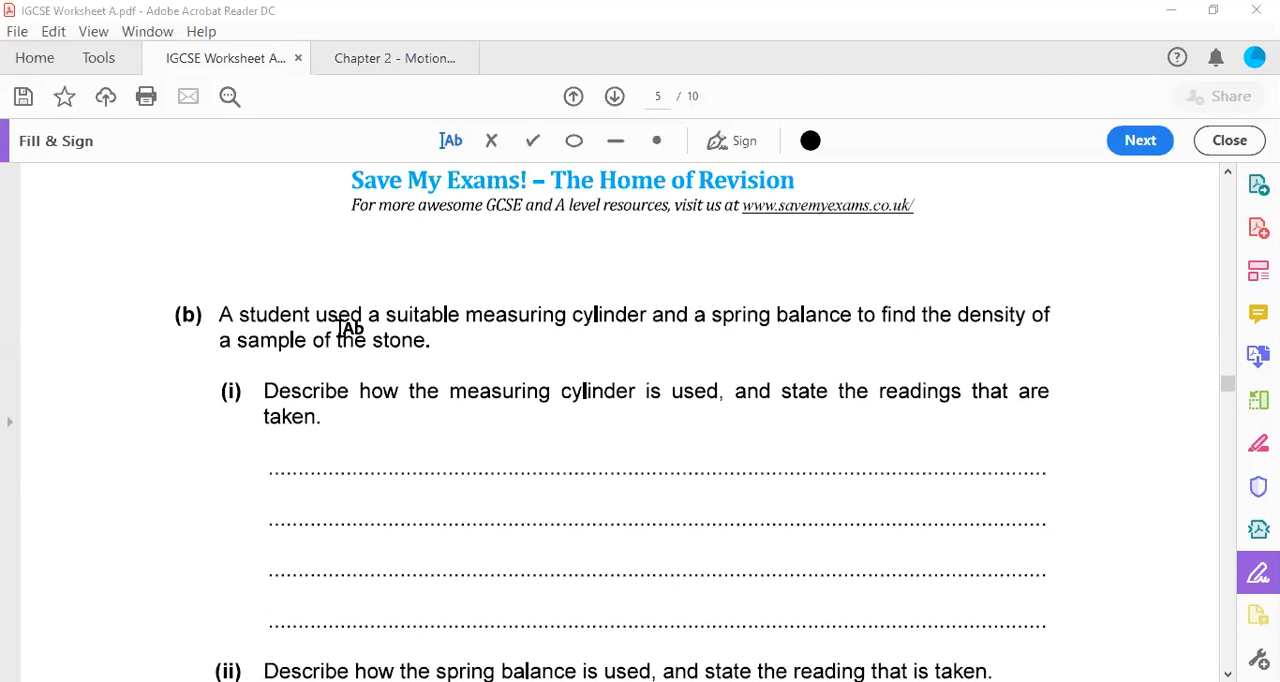 IGCSE Worksheet A.pdf - Adobe Acrobat Reader DC
File Edit View Window Help
Home Tools IGCSE Worksheet A... × Chapter 2 - Motion...
5 / 10 Share
Fill & Sign Ab Sign Next Close
Save My Exams! – The Home of Revision
For more awesome GCSE and A level resources, visit us at www.savemyexams.co.uk/
(b) A student used a suitable measuring cylinder and a spring balance to find the density of
a sample of the stone.
Ab
(i) Describe how the measuring cylinder is used, and state the readings that are
taken.
(ii) Describe how the spring balance is used, and state the reading that is taken.